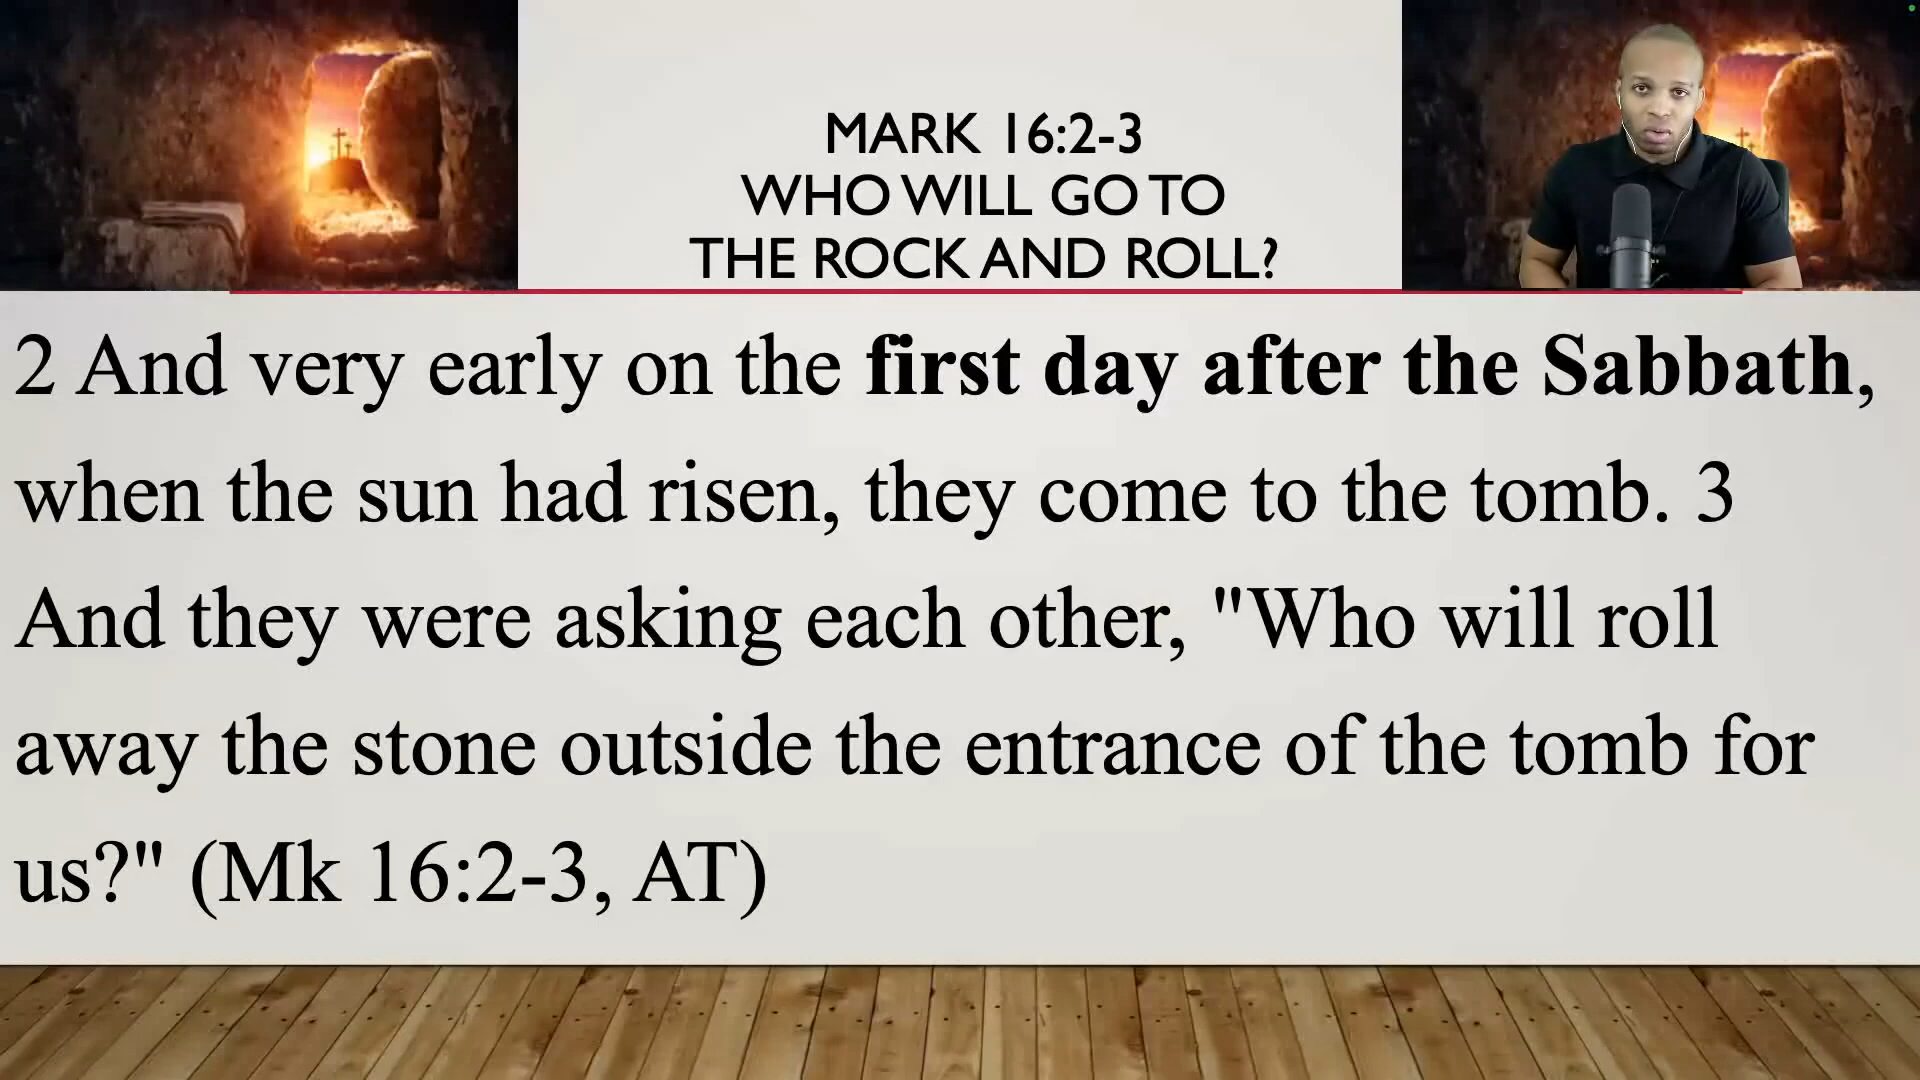 MARK 16:2-3
WHO WILL GO TO
THE ROCK AND ROLL?
2 And very early on the first day after the Sabbath,
when the sun had risen, they come to the tomb. 3
And they were asking each other, "Who will roll
away the stone outside the entrance of the tomb for
us?" (Mk 16:2-3, AT)